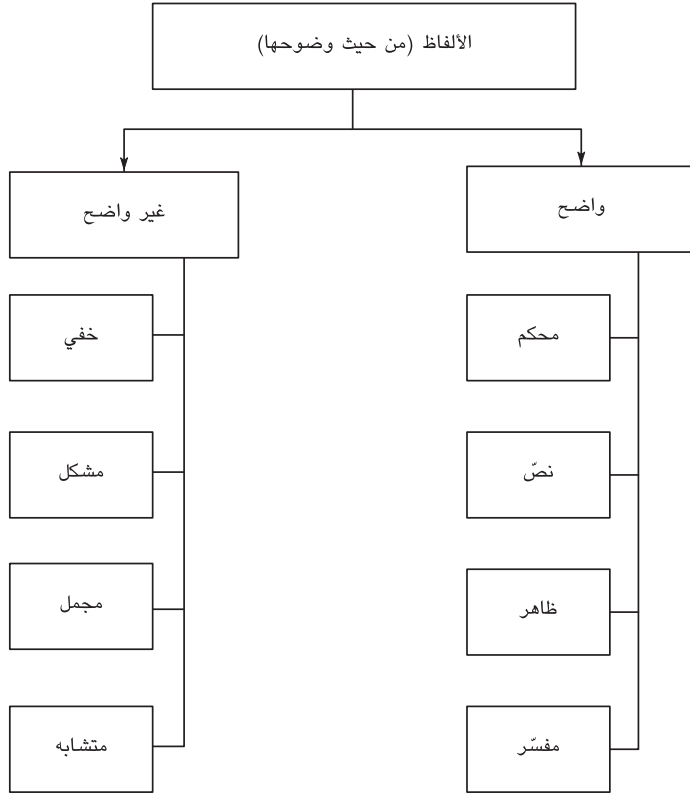 الألفاظ (من حيث وضوحها)
واضح
محكم
نصّ
ظاهر
مفسّر
غير واضح
خفي
مشكل
مجمل
متشابه